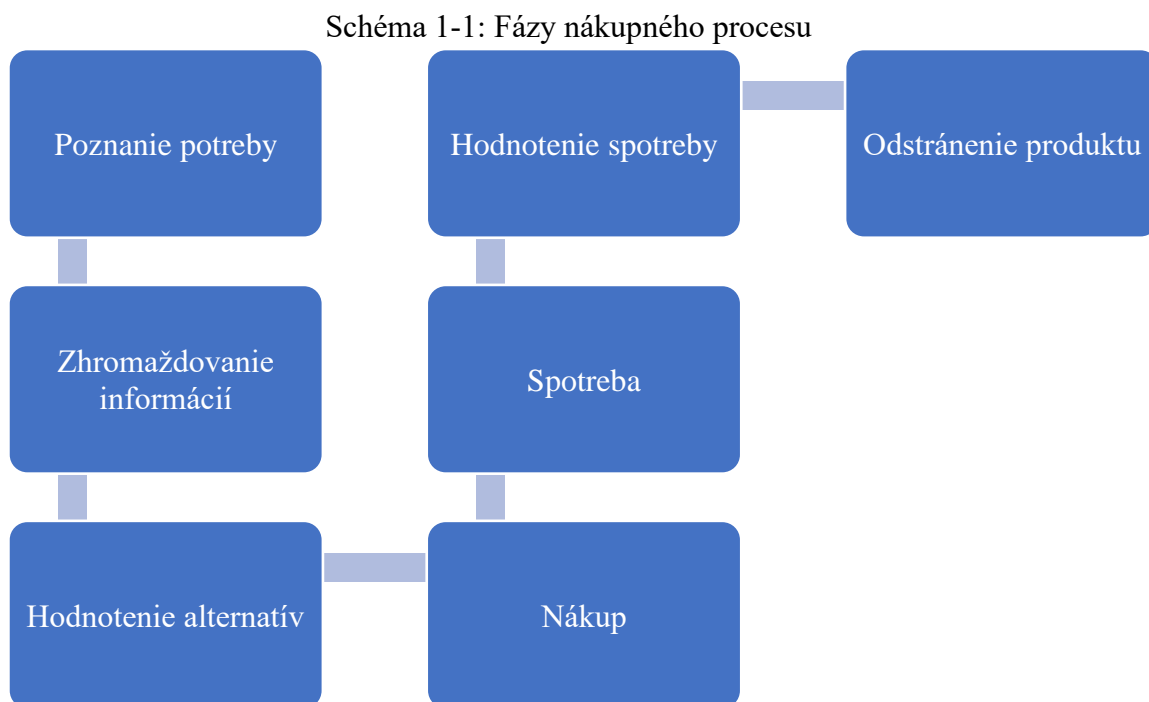 Schéma 1-1: Fázy nákupného procesu
Poznanie potreby
Zhromaždovanie
informácií
Hodnotenie alternatív
Nákup
Spotreba
Hodnotenie spotreby
Odstránenie produktu